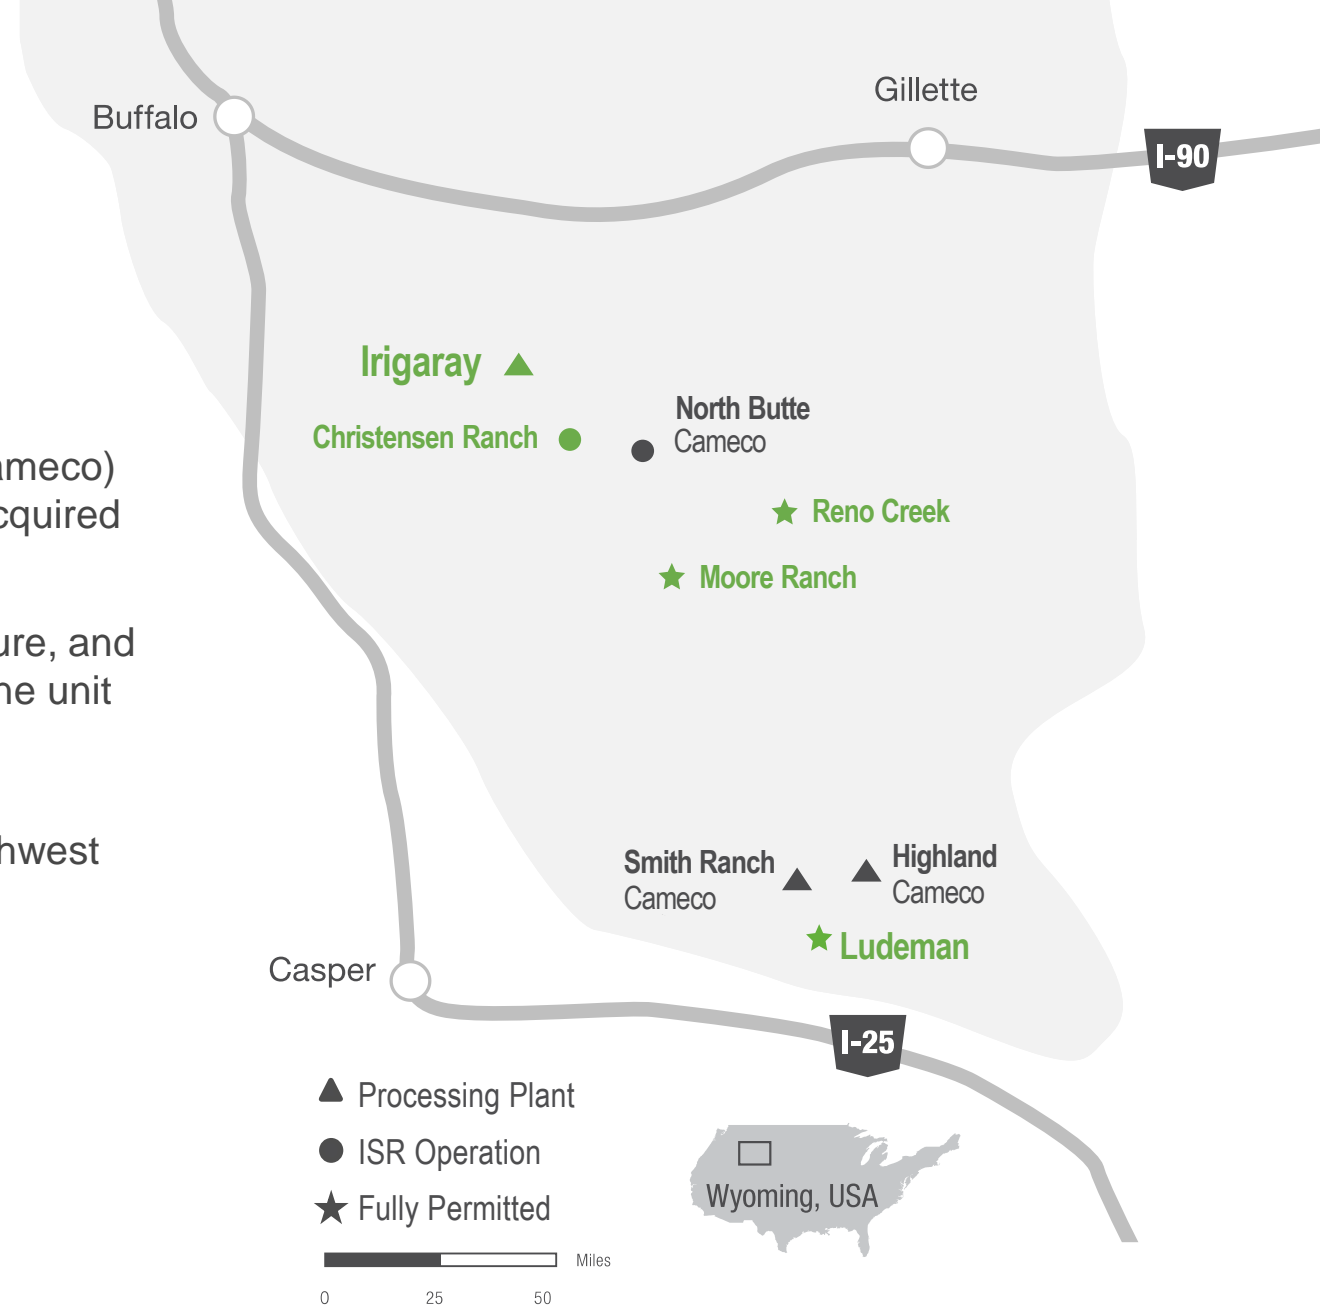 Gillette
Buffalo
I-90
Irigaray
North Butte
Cameco
Christensen Ranch
ameco)
cquired
Reno Creek
Moore Ranch
ure, and
ne unit
hwest
Smith Ranch
Cameco
Highland
Cameco
Ludeman
Casper
I-25
Processing Plant
ISR Operation
Fully Permitted
Wyoming, USA
Miles
0 25 50